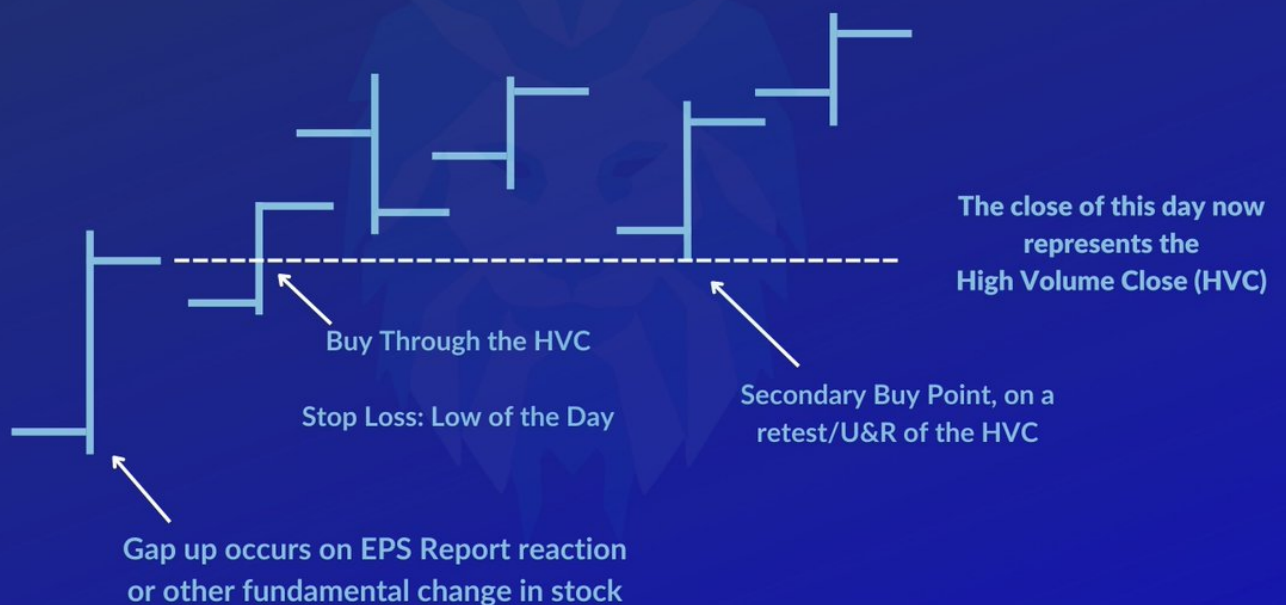 The close of this day now
represents the
High Volume Close (HVC)
Buy Through the HVC
Stop Loss: Low of the Day
Secondary Buy Point, on a
retest/U&R of the HVC
Gap up occurs on EPS Report reaction
or other fundamental change in stock